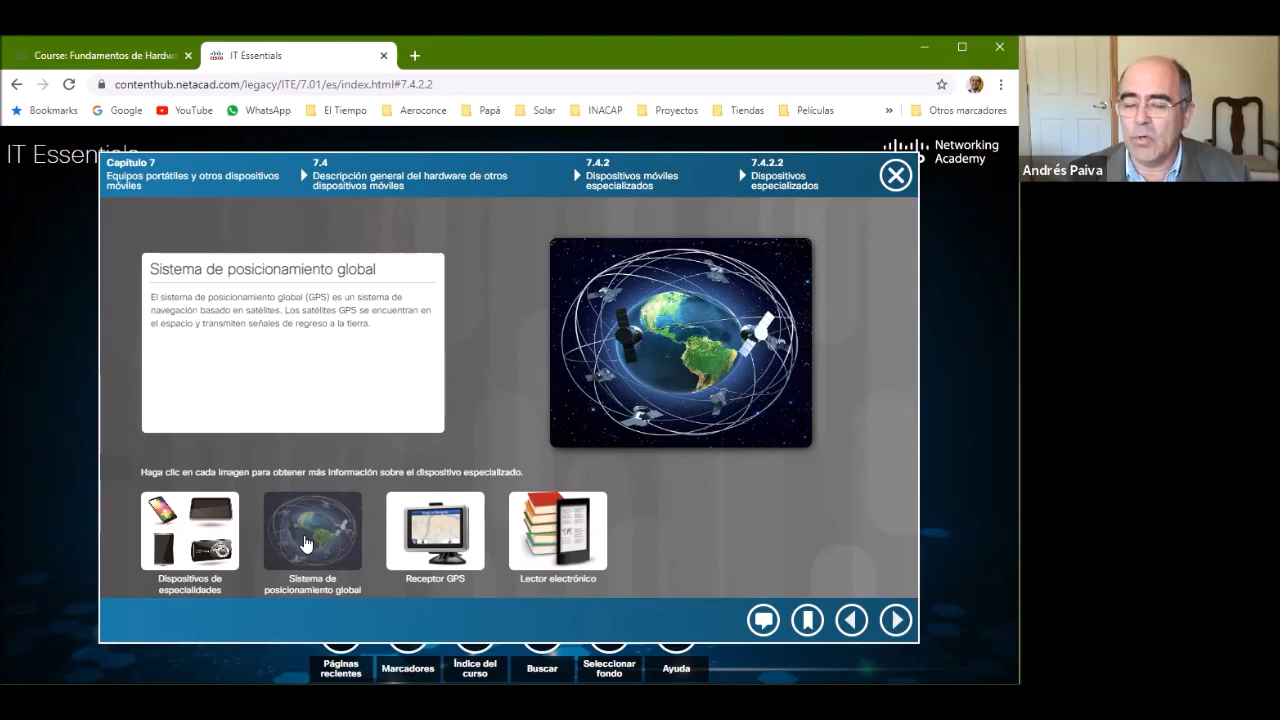 Course: Fundamentos de Hardwa
IT Essentials
contenthub.netacad.com/legacy/ITE/7.01/es/index.html#7.4.2.2
Bookmarks
Google
YouTube
WhatsApp
El Tiempo
Aeroconce
Papá
Solar
INACAP
Proyectos
Tiendas
Películas
»
Otros marcadores
IT Essentials
Networking
Academy
Andrés Paiva
Capítulo 7
Equipos portátiles y otros dispositivos
móviles
7.4
Descripción general del hardware de otros
dispositivos móviles
7.4.2
Dispositivos móviles
especializados
7.4.2.2
Dispositivos
especializados
Sistema de posicionamiento global
El sistema de posicionamiento global (GPS) es un sistema de
navegación basado en satélites. Los satélites GPS se encuentran en
el espacio y transmiten señales de regreso a la tierra.
Haga clic en cada imagen para obtener más información sobre el dispositivo especializado.
Dispositivos de
especialidades
Sistema de
posicionamiento global
Receptor GPS
Lector electrónico
Páginas
recientes
Marcadores
Índice del
curso
Buscar
Seleccionar
fondo
Ayuda